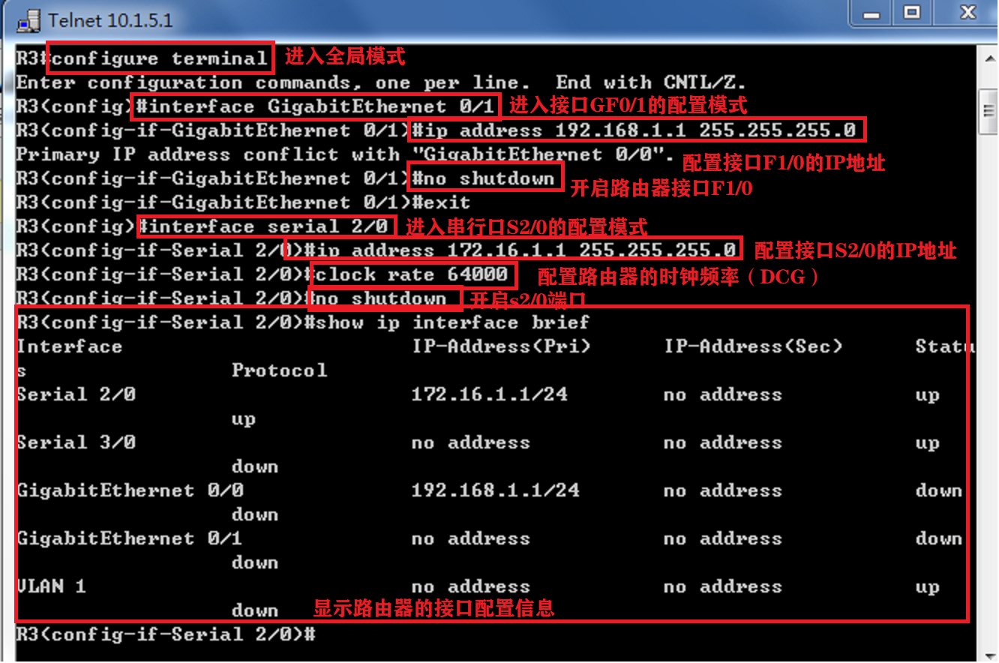 Telnet 10.1.5.1
R3#configure terminal 进入全局模式
Enter configuration commands, one per line. End with CNTL/Z.
R3(config)#interface GigabitEthernet 0/1 进入接口GF0/1的配置模式
R3(config-if-GigabitEthernet 0/1)#ip address 192.168.1.1 255.255.255.0
Primary IP address conflict with "GigabitEthernet 0/0". 配置接口F1/0的IP地址
R3(config-if-GigabitEthernet 0/1)#no shutdown 开启路由器接口F1/0
R3(config-if-GigabitEthernet 0/1)#exit
R3(config)#interface serial 2/0 进入串行口S2/0的配置模式
R3(config-if-Serial 2/0)#ip address 172.16.1.1 255.255.255.0 配置接口S2/0的IP地址
R3(config-if-Serial 2/0)#clock rate 64000 配置路由器的时钟频率（DCG）
R3(config-if-Serial 2/0)#no shutdown 开启s2/0端口
R3(config-if-Serial 2/0)#show ip interface brief
Interface IP-Address(Pri) IP-Address(Sec) Statu
s Protocol
Serial 2/0 172.16.1.1/24 no address up
up
Serial 3/0 no address no address up
down
GigabitEthernet 0/0 192.168.1.1/24 no address down
down
GigabitEthernet 0/1 no address no address down
down
VLAN 1 no address no address up
down 显示路由器的接口配置信息
R3(config-if-Serial 2/0)#